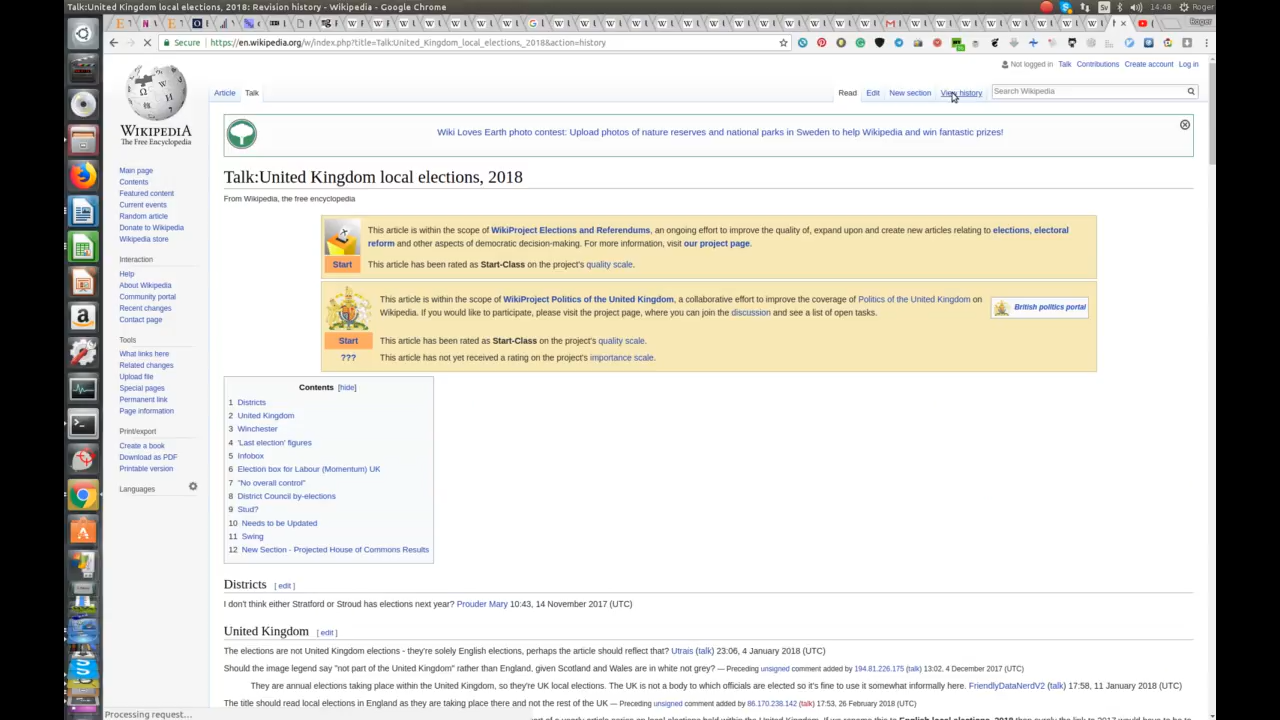 Talk:United Kingdom local elections, 2018: Revision history - Wikipedia - Google Chrome
Sv
14:48
Roger
Roger
Secure
https://en.wikipedia.org/w/index.php?title=Talk:United_Kingdom_local_elections,_2018&action=history
Not logged in Talk Contributions Create account Log in
Article Talk
Read Edit New section View history
Search Wikipedia
WIKIPEDIA
The Free Encyclopedia
Wiki Loves Earth photo contest: Upload photos of nature reserves and national parks in Sweden to help Wikipedia and win fantastic prizes!
Main page
Contents
Featured content
Current events
Random article
Donate to Wikipedia
Wikipedia store
Interaction
Help
About Wikipedia
Community portal
Recent changes
Contact page
Tools
What links here
Related changes
Upload file
Special pages
Permanent link
Page information
Print/export
Create a book
Download as PDF
Printable version
Languages
Talk:United Kingdom local elections, 2018
From Wikipedia, the free encyclopedia
This article is within the scope of WikiProject Elections and Referendums, an ongoing effort to improve the quality of, expand upon and create new articles relating to elections, electoral
reform and other aspects of democratic decision-making. For more information, visit our project page.
Start This article has been rated as Start-Class on the project's quality scale.
This article is within the scope of WikiProject Politics of the United Kingdom, a collaborative effort to improve the coverage of Politics of the United Kingdom on
Wikipedia. If you would like to participate, please visit the project page, where you can join the discussion and see a list of open tasks.
British politics portal
Start This article has been rated as Start-Class on the project's quality scale.
??? This article has not yet received a rating on the project's importance scale.
Contents [hide]
1 Districts
2 United Kingdom
3 Winchester
4 'Last election' figures
5 Infobox
6 Election box for Labour (Momentum) UK
7 "No overall control"
8 District Council by-elections
9 Stud?
10 Needs to be Updated
11 Swing
12 New Section - Projected House of Commons Results
Districts [ edit ]
I don't think either Stratford or Stroud has elections next year? Prouder Mary 10:43, 14 November 2017 (UTC)
United Kingdom [ edit ]
The elections are not United Kingdom elections - they're solely English elections, perhaps the article should reflect that? Utrais (talk) 23:06, 4 January 2018 (UTC)
Should the image legend say "not part of the United Kingdom" rather than England, given Scotland and Wales are in white not grey? — Preceding unsigned comment added by 194.81.226.175 (talk) 13:02, 4 December 2017 (UTC)
They are annual elections taking place within the United Kingdom, so they're UK local elections. The UK is not a body to which officials are elected so it's fine to use it somewhat informally here. FriendlyDataNerdV2 (talk) 17:58, 11 January 2018 (UTC)
The title should read local elections in England as they are taking place there and not the rest of the UK — Preceding unsigned comment added by 86.170.238.142 (talk) 17:53, 26 February 2018 (UTC)
Processing request…